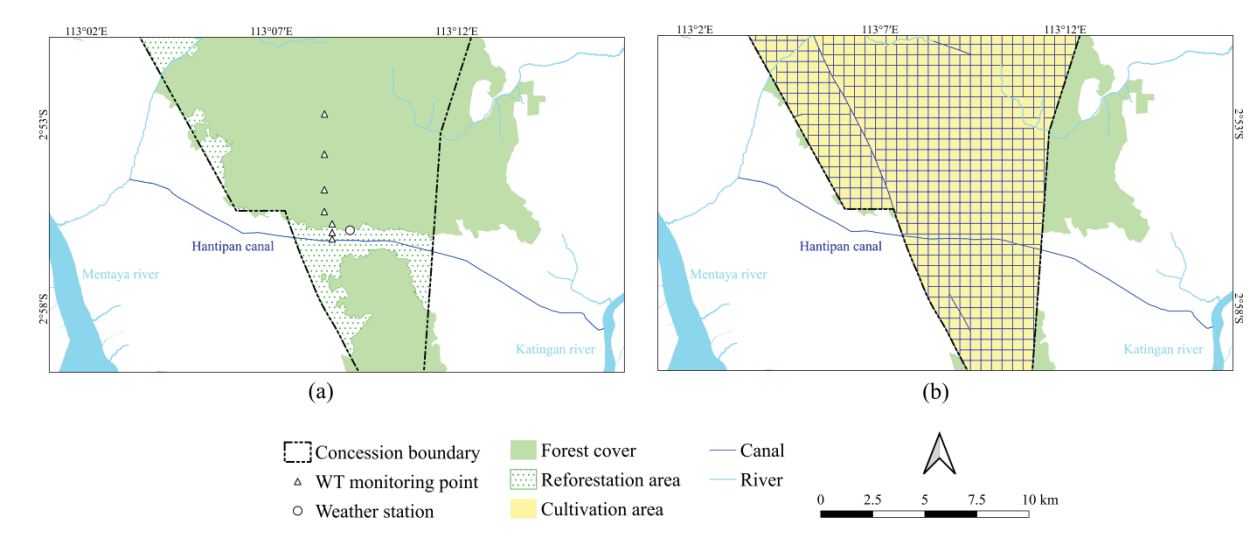 113°02'E 113°07'E 113°12'E
2°53'S
2°58'S
Hantipan canal
Mentaya river
Katingan river
(a)
113°2'E 113°7'E 113°12'E
2°53'S
2°58'S
Hantipan canal
Mentaya river
Katingan river
(b)
Concession boundary
WT monitoring point
Weather station
Forest cover
Reforestation area
Cultivation area
Canal
River
0 2.5 5 7.5 10 km